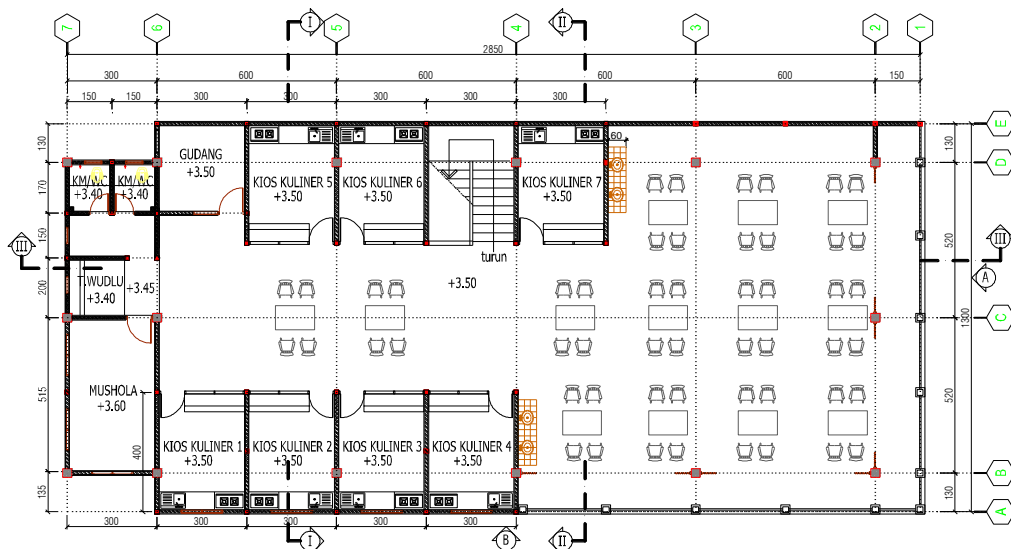 7
6
I
5
4
II
3
2
1
2850
300
600
600
600
600
150
150
150
300
300
300
300
300
130
170
150
200
515
135
E
D
C
B
A
130
520
520
130
1300
III
III
A
60
GUDANG
+3.50
KM/WC
+3.40
KM/WC
+3.40
KIOS KULINER 5
+3.50
KIOS KULINER 6
+3.50
KIOS KULINER 7
+3.50
turun
+3.50
T.WUDLU
+3.40
+3.45
MUSHOLA
+3.60
400
KIOS KULINER 1
+3.50
KIOS KULINER 2
+3.50
KIOS KULINER 3
+3.50
KIOS KULINER 4
+3.50
300
300
300
300
300
I
B
II